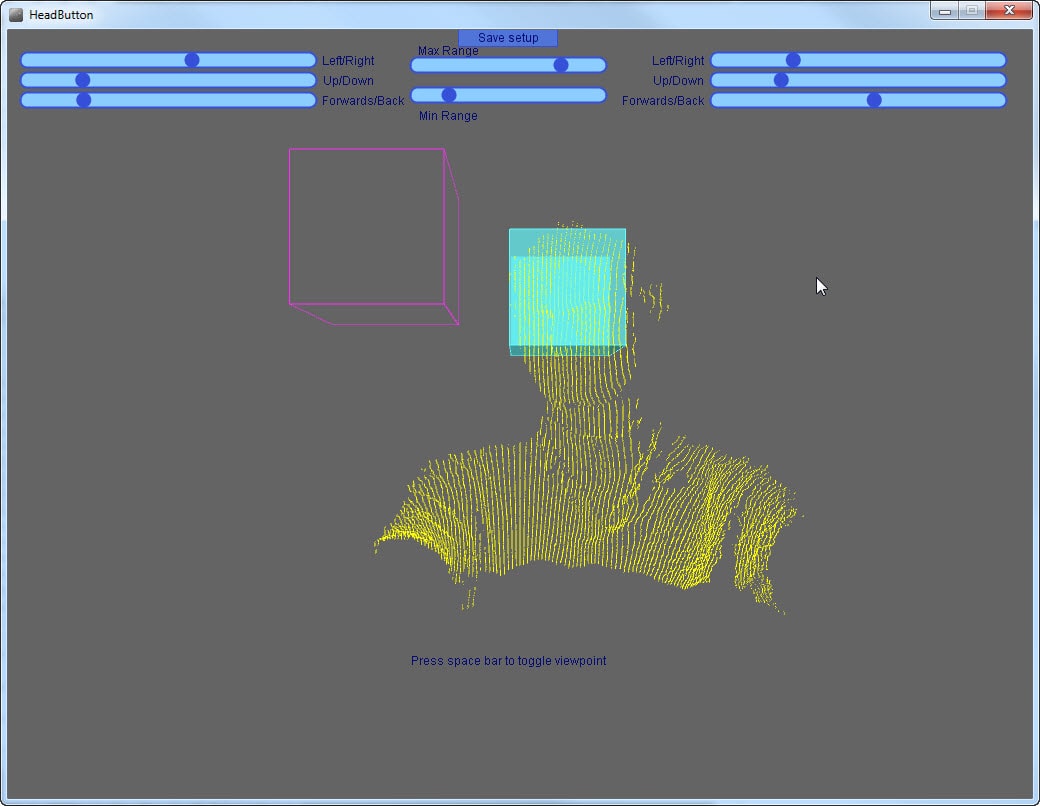 HeadButton
Save setup
Max Range
Left/Right
Left/Right
Up/Down
Up/Down
Forwards/Back
Forwards/Back
Min Range
Press space bar to toggle viewpoint